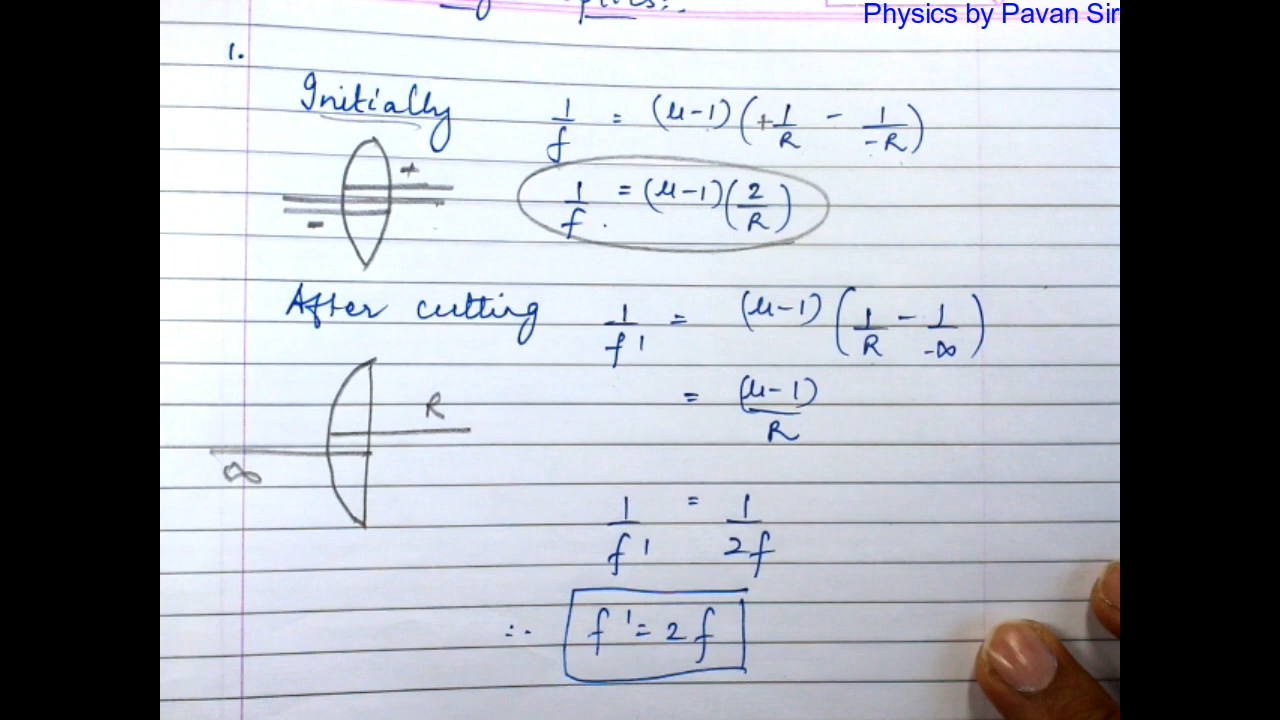 Physics by Pavan Sir
1.
Initially
1/f = (μ-1)(+1/R - 1/-R)
+
-
1/f = (μ-1)(2/R)
After cutting 1/f' = (μ-1)(1/R - 1/-∞)
R
∞
= (μ-1)/R
1/f' = 1/2f
∴ f' = 2f